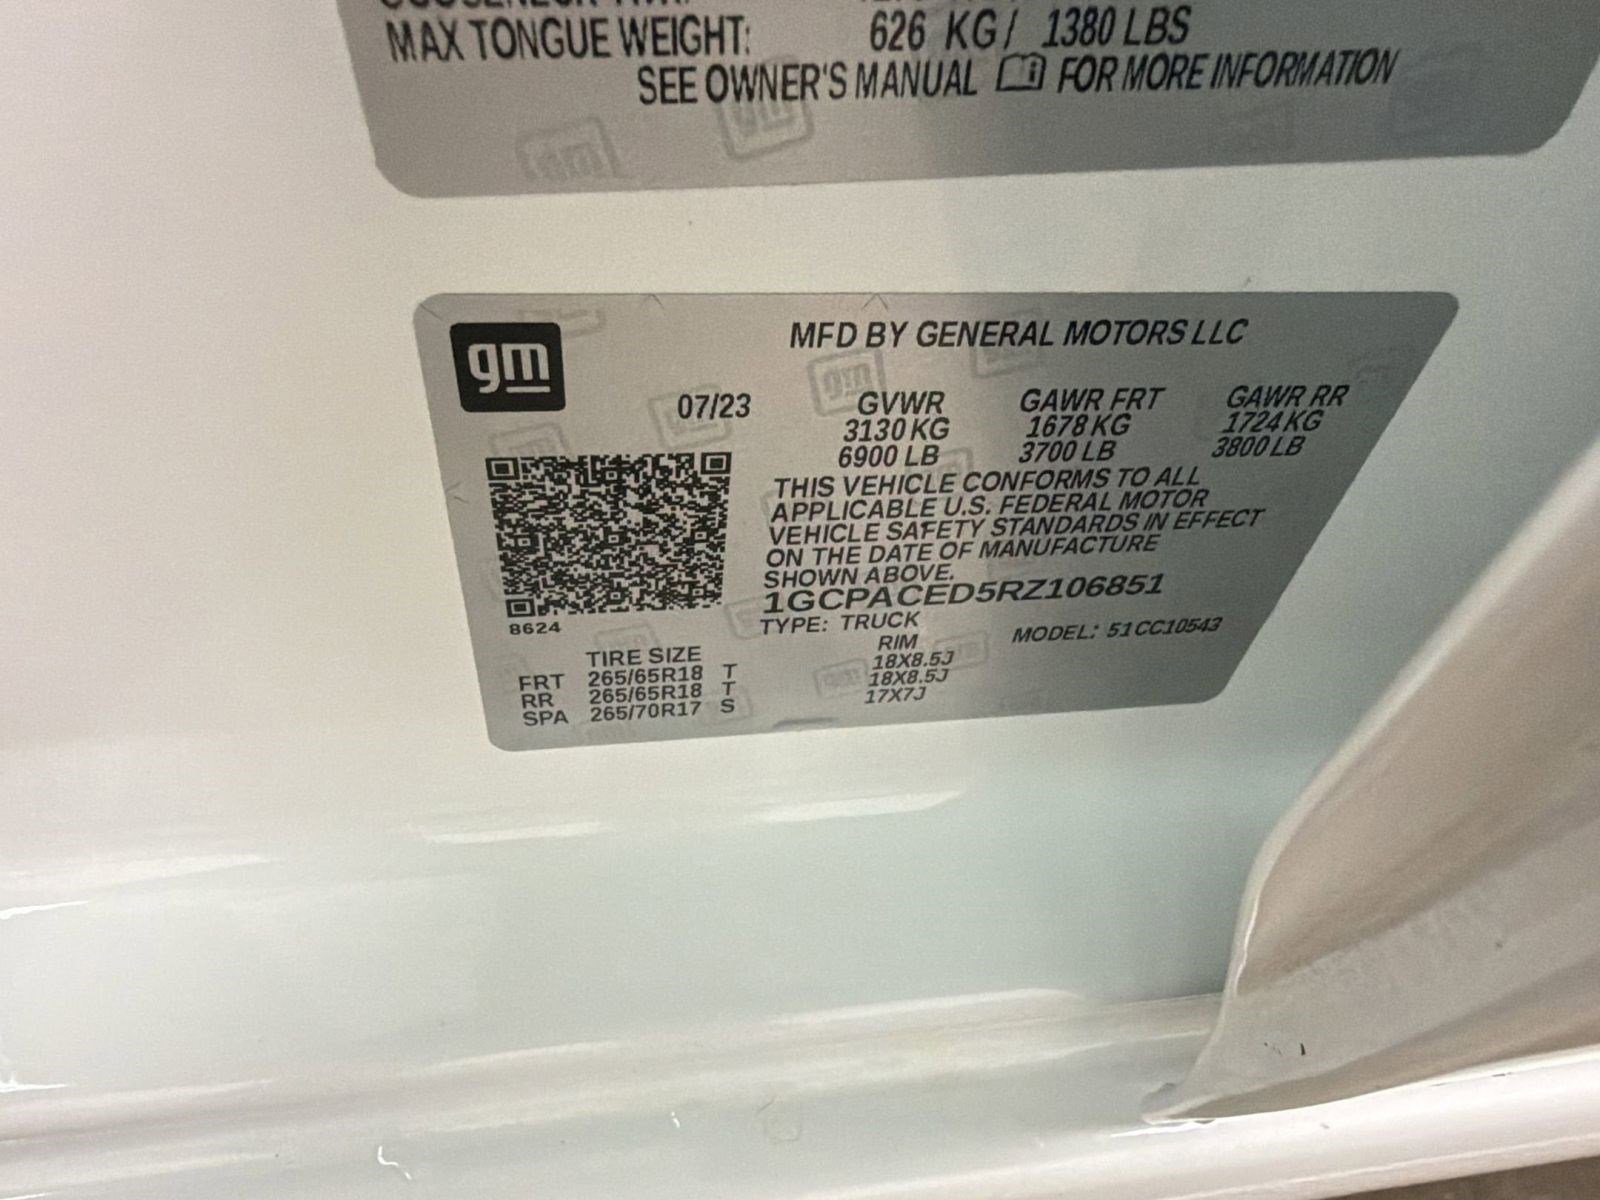 MAX TONGUE WEIGHT: 626 KG / 1380 LBS
SEE OWNER'S MANUAL FOR MORE INFORMATION
gm
MFD BY GENERAL MOTORS LLC
07/23 GVWR GAWR FRT GAWR RR
3130 KG 1678 KG 1724 KG
6900 LB 3700 LB 3800 LB
THIS VEHICLE CONFORMS TO ALL
APPLICABLE U.S. FEDERAL MOTOR
VEHICLE SAFETY STANDARDS IN EFFECT
ON THE DATE OF MANUFACTURE
SHOWN ABOVE.
1GCPACED5RZ106851
8624
TYPE: TRUCK MODEL: 51CC10543
TIRE SIZE RIM
FRT 265/65R18 T 18X8.5J
RR 265/65R18 T 18X8.5J
SPA 265/70R17 S 17X7J